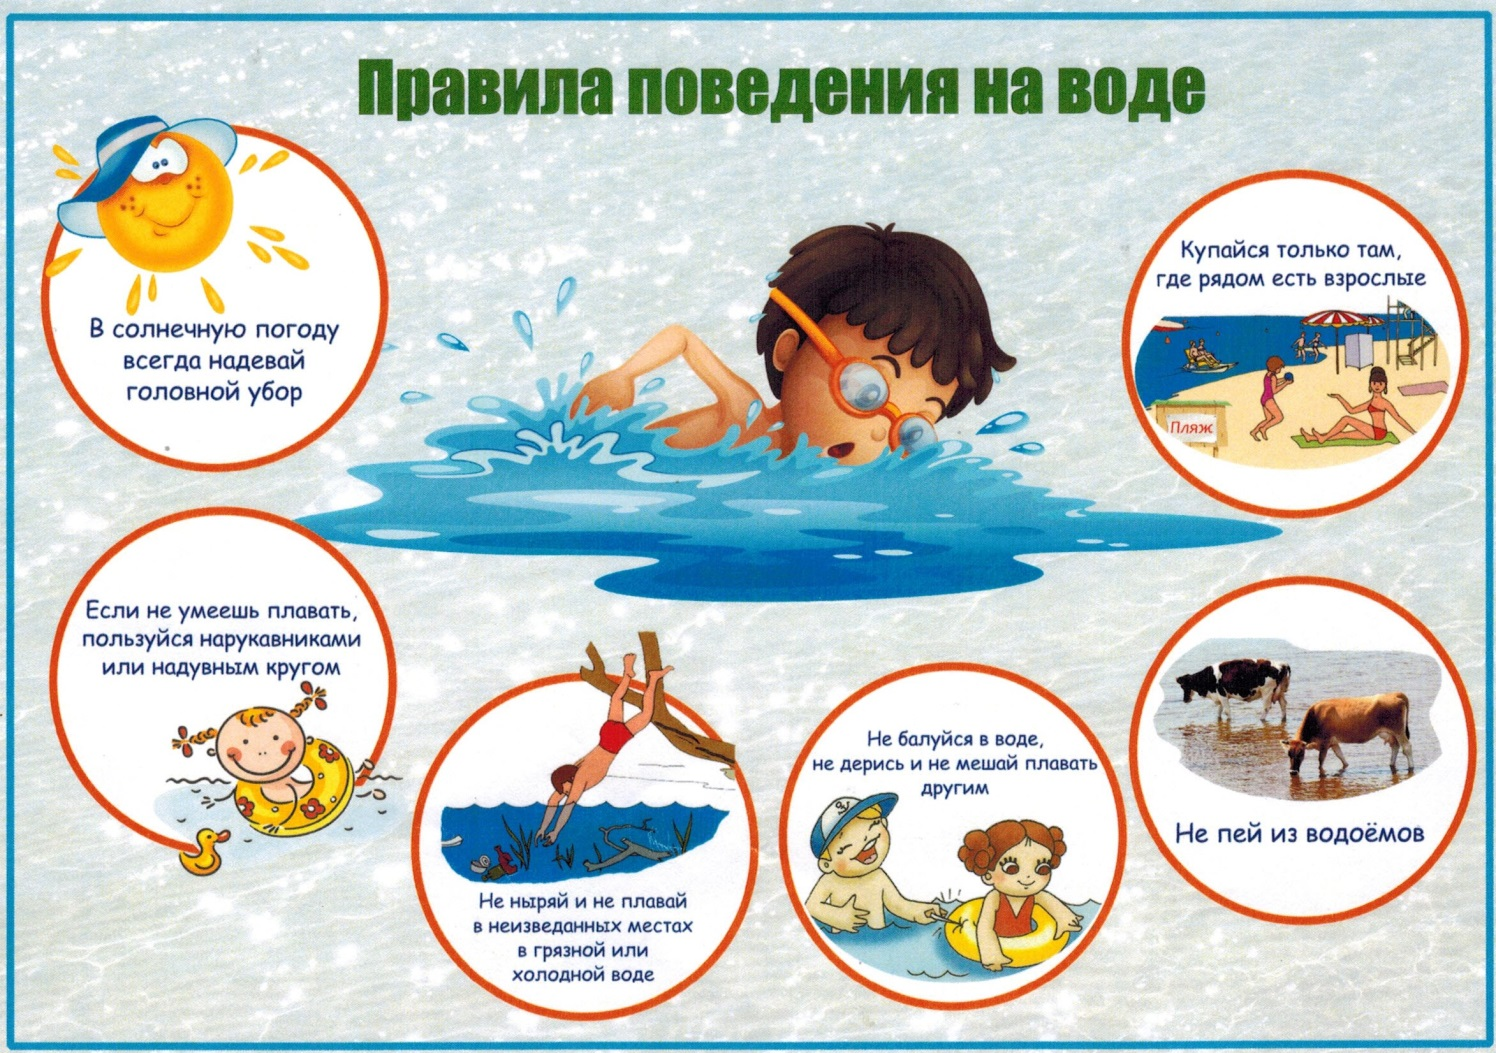 Правила поведения на воде
В солнечную погоду
всегда надевай
головной убор
Купайся только там,
где рядом есть взрослые
Пляж
Если не умеешь плавать,
пользуйся нарукавниками
или надувным кругом
Не ныряй и не плавай
в неизведанных местах
в грязной или
холодной воде
Не балуйся в воде,
не дерись и не мешай плавать
другим
Не пей из водоёмов